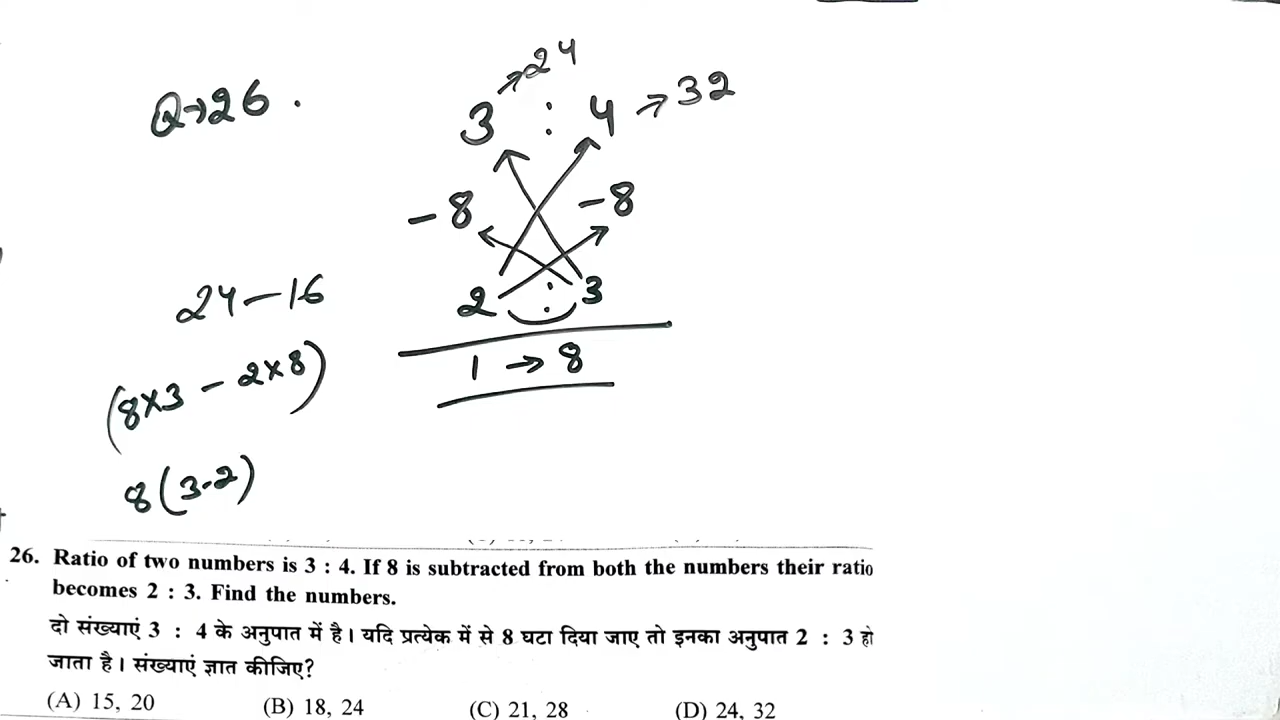 Q→26.
3 → 24 : 4 → 32
-8 -8
2 : 3
1 → 8
24-16
(8×3 - 2×8)
8(3-2)
26. Ratio of two numbers is 3 : 4. If 8 is subtracted from both the numbers their ratio
becomes 2 : 3. Find the numbers.
दो संख्याएं 3 : 4 के अनुपात में है। यदि प्रत्येक में से 8 घटा दिया जाए तो इनका अनुपात 2 : 3 हो
जाता है। संख्याएं ज्ञात कीजिए?
(A) 15, 20 (B) 18, 24 (C) 21, 28 (D) 24, 32